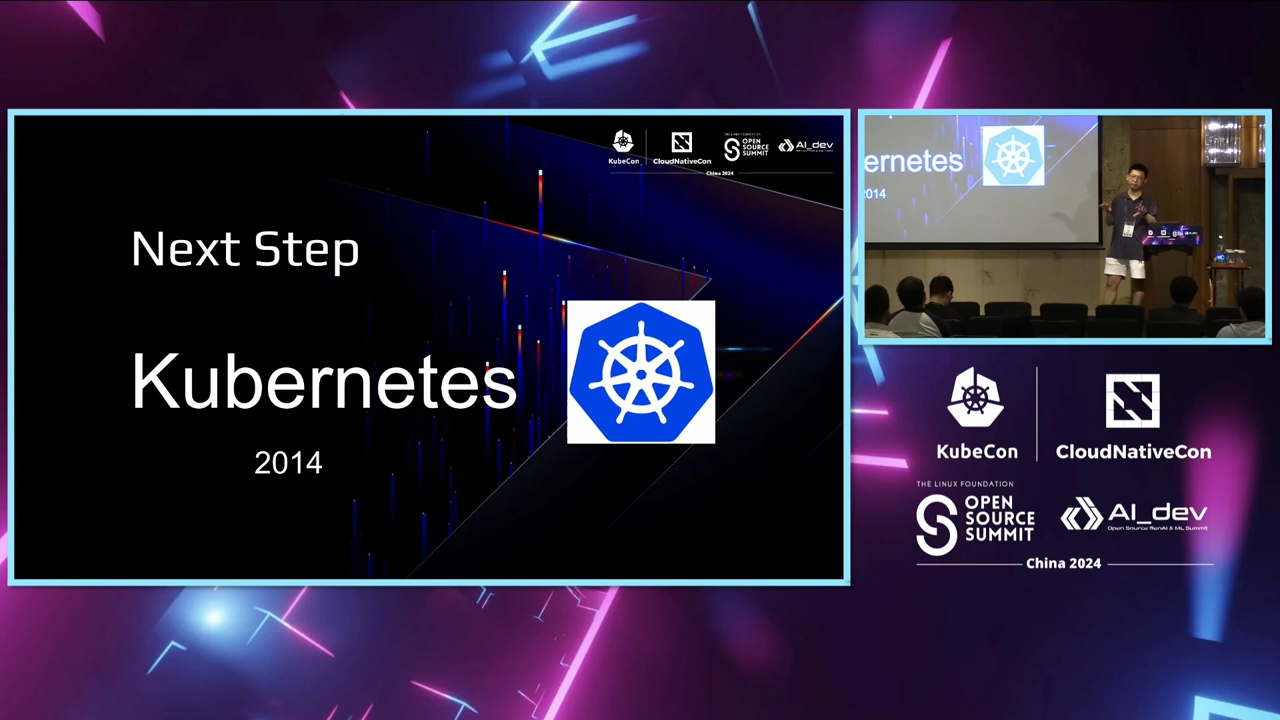 KubeCon
CloudNativeCon
OPEN SOURCE SUMMIT
AI_dev
China 2024
Next Step
Kubernetes
2014
ernetes
2014
KubeCon
CloudNativeCon
THE LINUX FOUNDATION
OPEN
SOURCE
SUMMIT
AI_dev
Open Source GenAI & ML Summit
China 2024